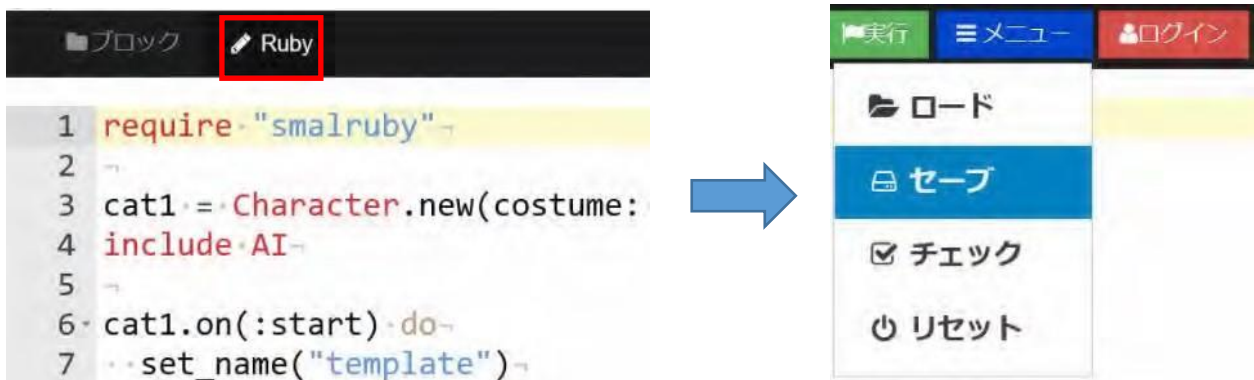 ブロック Ruby
1 require "smalruby"
2
3 cat1 = Character.new(costume:
4 include AI
5
6 cat1.on(:start) do
7 set_name("template")
実行 メニュー ログイン
ロード
セーブ
チェック
リセット